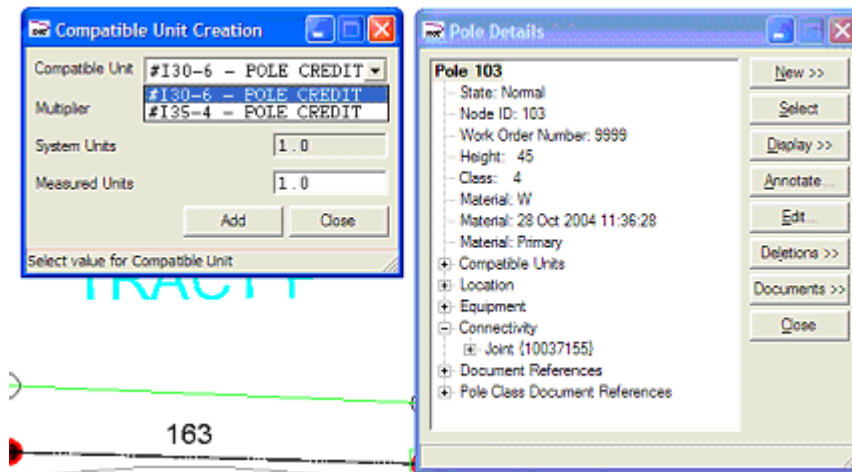 Compatible Unit Creation
Compatible Unit #I30-6 - POLE CREDIT
#I30-6 - POLE CREDIT
#I35-4 - POLE CREDIT
Multiplier
System Units 1.0
Measured Units 1.0
Add Close
Select value for Compatible Unit
TRACT F
163
Pole Details
Pole 103
State: Normal
Node ID: 103
Work Order Number: 9999
Height: 45
Class: 4
Material: W
Material: 28 Oct 2004 11:36:28
Material: Primary
Compatible Units
Location
Equipment
Connectivity
Joint {10037155}
Document References
Pole Class Document References
New >>
Select
Display >>
Annotate...
Edit...
Deletions >>
Documents >>
Close